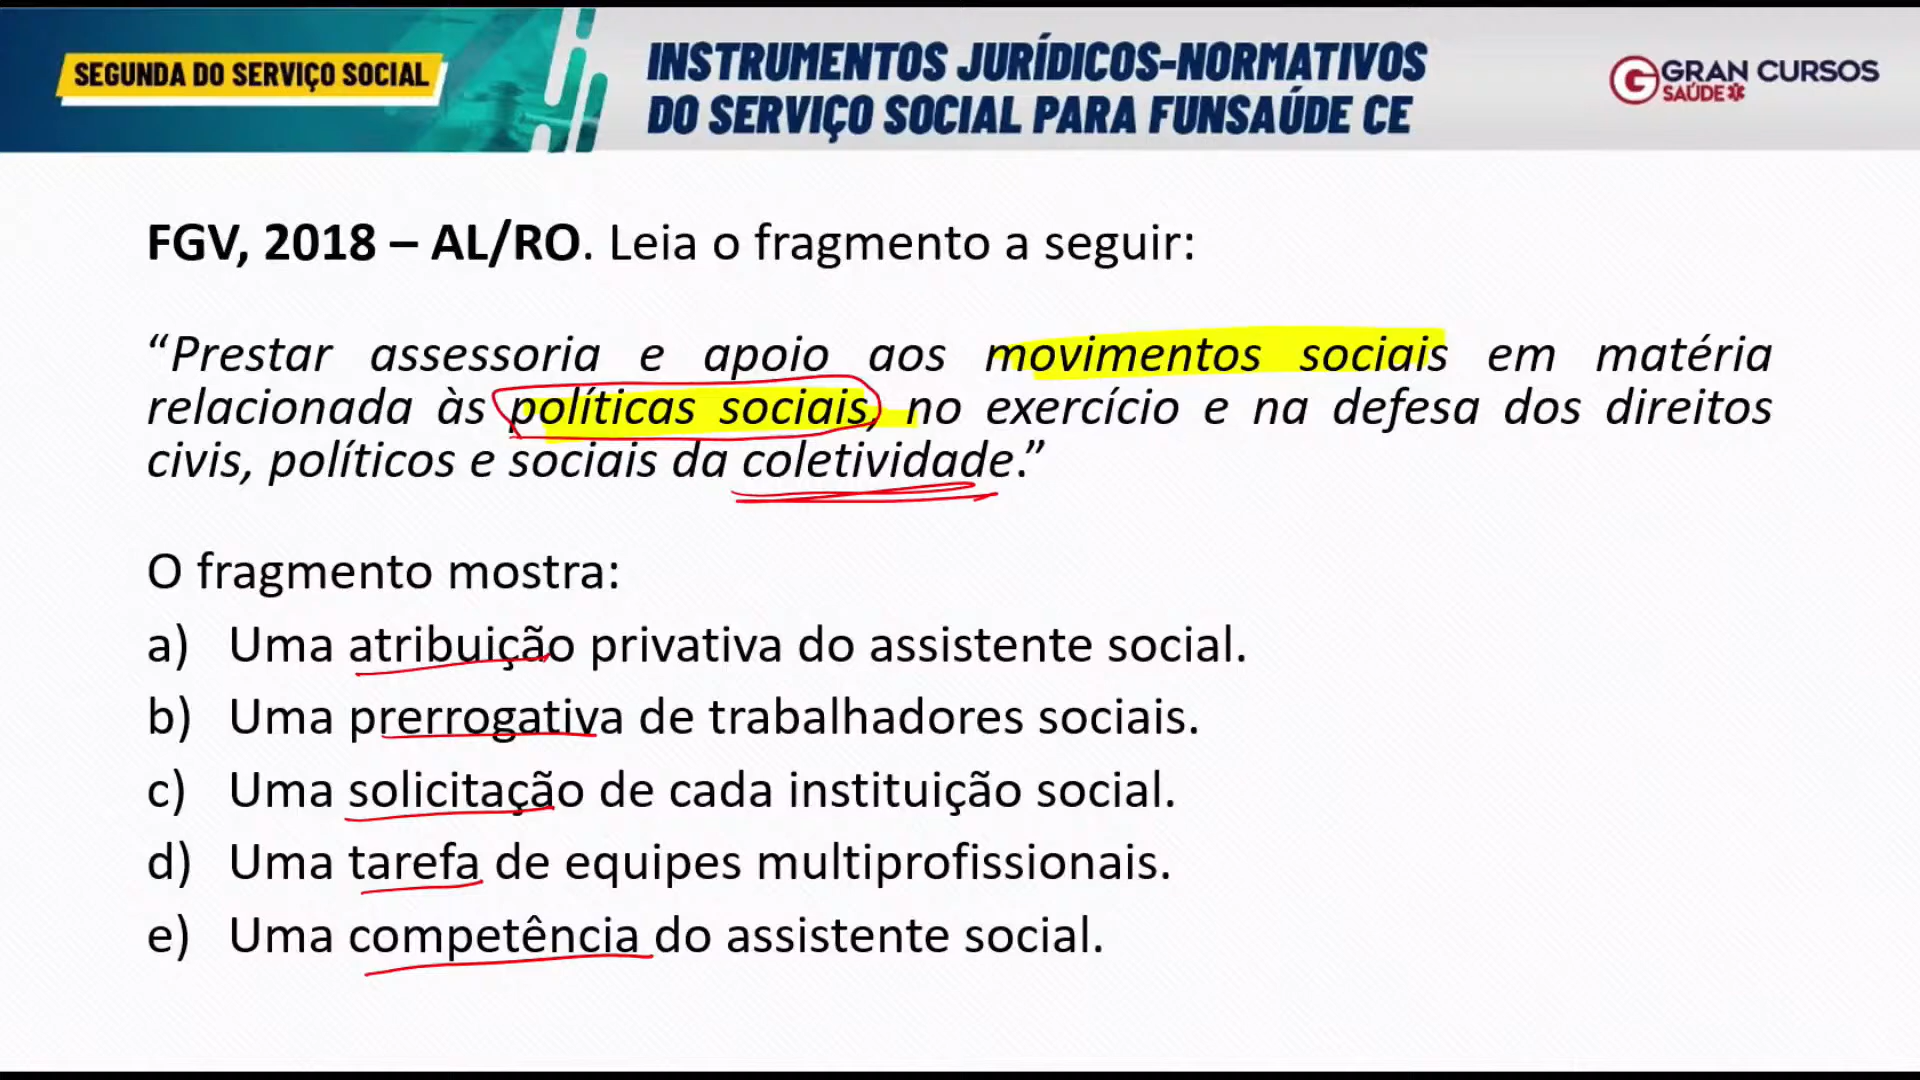 SEGUNDA DO SERVIÇO SOCIAL
INSTRUMENTOS JURÍDICOS-NORMATIVOS
DO SERVIÇO SOCIAL PARA FUNSAÚDE CE
GRAN CURSOS
SAÚDE
FGV, 2018 – AL/RO. Leia o fragmento a seguir:
“Prestar assessoria e apoio aos movimentos sociais em matéria
relacionada às políticas sociais, no exercício e na defesa dos direitos
civis, políticos e sociais da coletividade.”
O fragmento mostra:
a) Uma atribuição privativa do assistente social.
b) Uma prerrogativa de trabalhadores sociais.
c) Uma solicitação de cada instituição social.
d) Uma tarefa de equipes multiprofissionais.
e) Uma competência do assistente social.